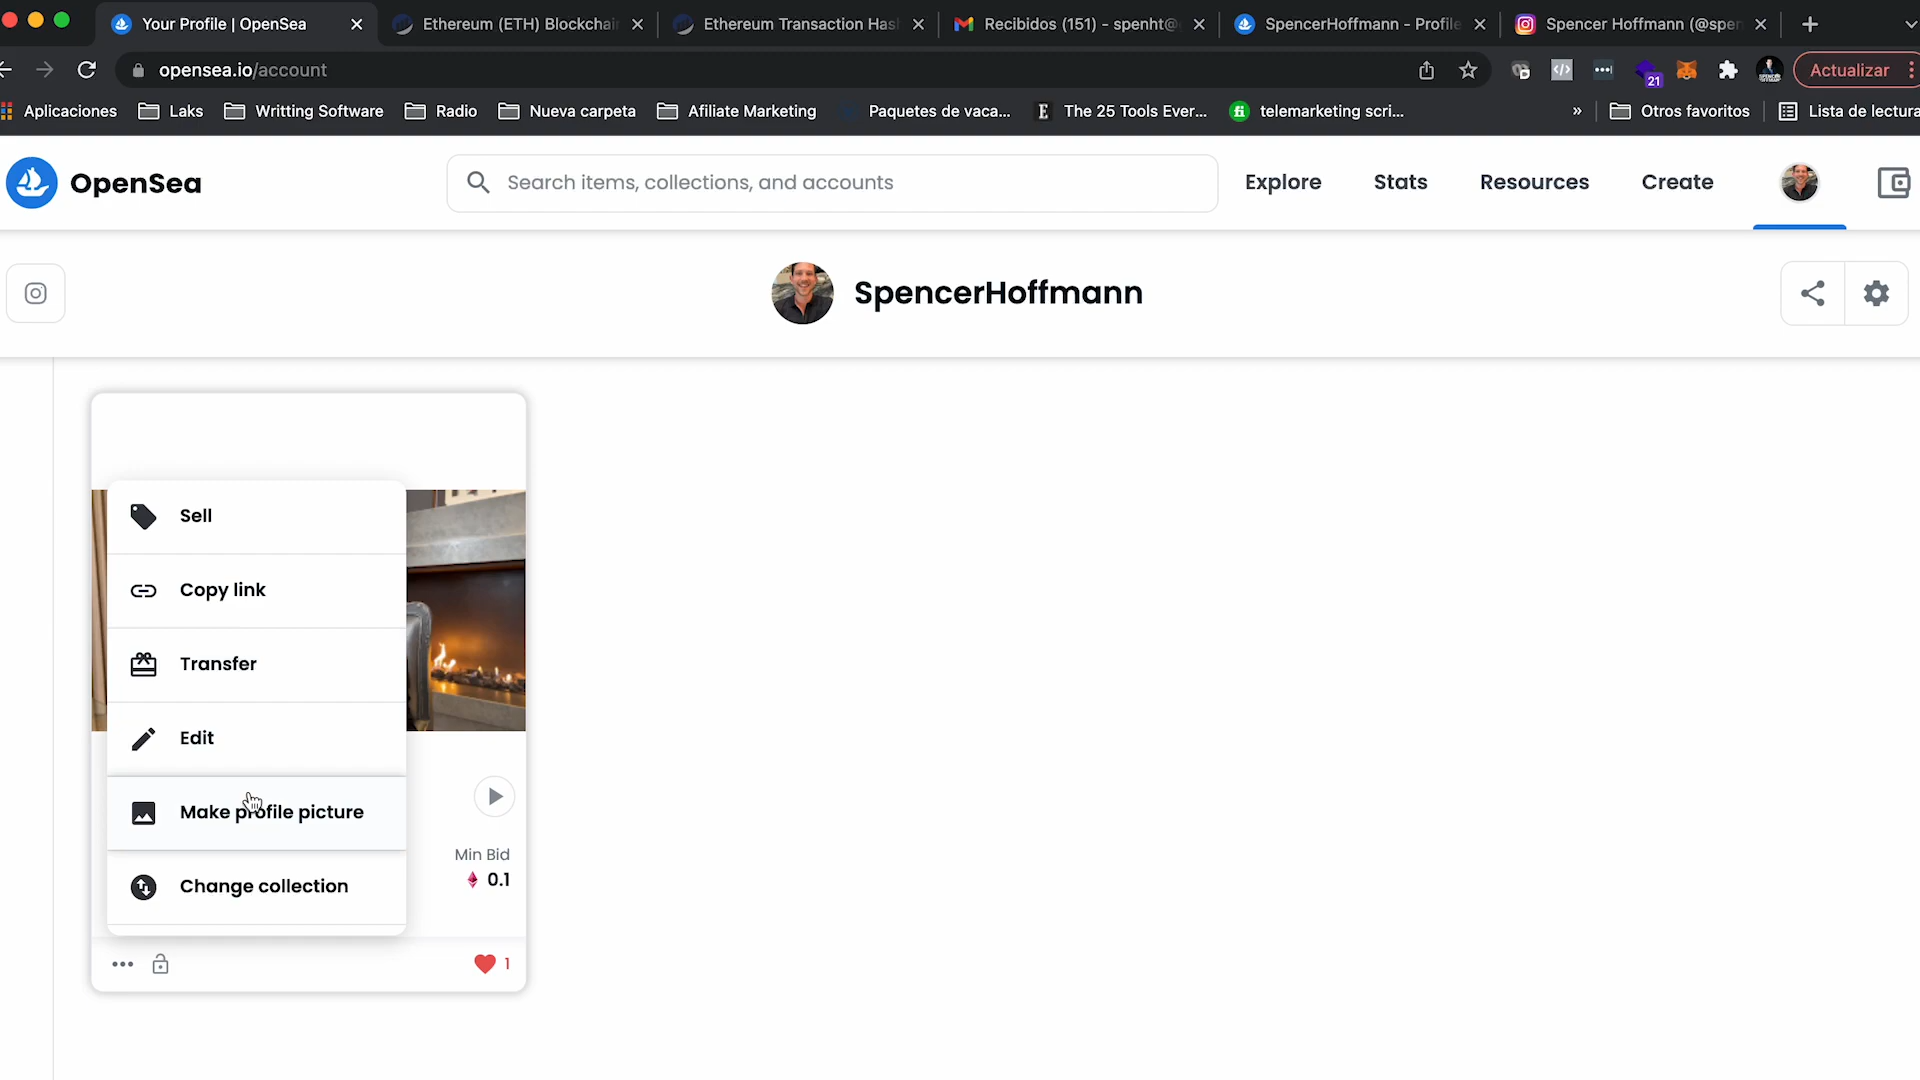 Your Profile | OpenSea
Ethereum (ETH) Blockchai
Ethereum Transaction Has
Recibidos (151) - spenht@
SpencerHoffmann - Profile
Spencer Hoffmann (@spen
opensea.io/account
21
Actualizar
Aplicaciones
Laks
Writting Software
Radio
Nueva carpeta
Afiliate Marketing
Paquetes de vaca...
E The 25 Tools Ever...
fi telemarketing scri...
»
Otros favoritos
Lista de lectura
OpenSea
Search items, collections, and accounts
Explore
Stats
Resources
Create
SpencerHoffmann
Sell
Copy link
Transfer
Edit
Make profile picture
Change collection
Min Bid
0.1
1